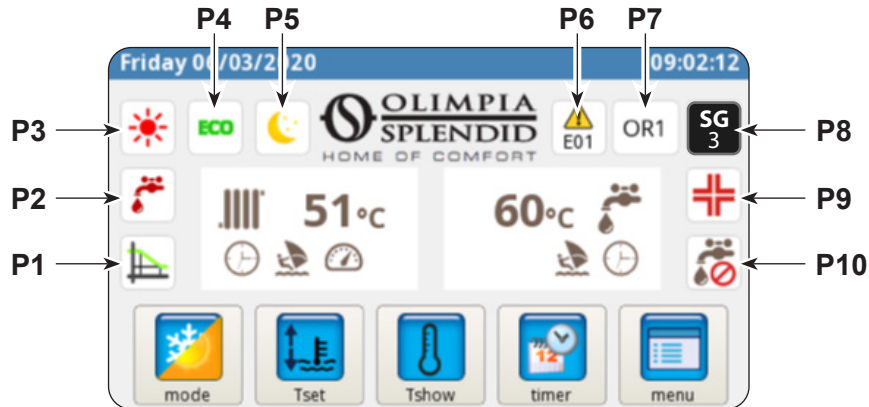 P4 P5 P6 P7
Friday 06/03/2020 09:02:12
P3
ECO
OLIMPIA
SPLENDID
HOME OF COMFORT
E01
OR1
SG
3
P8
P2
51°C
60°C
P9
P1
P10
12
mode
Tset
Tshow
timer
menu